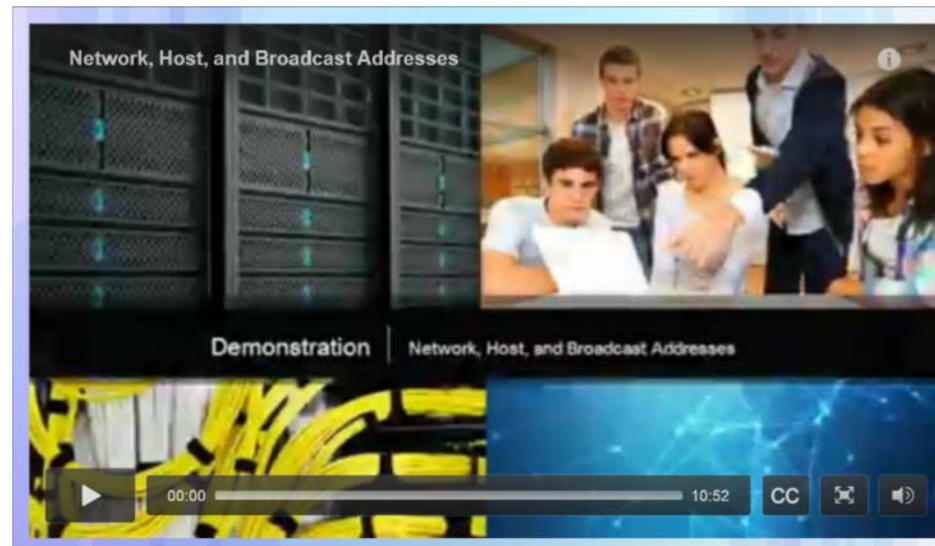 Network, Host, and Broadcast Addresses
Demonstration | Network, Host, and Broadcast Addresses
00:00 10:52 CC